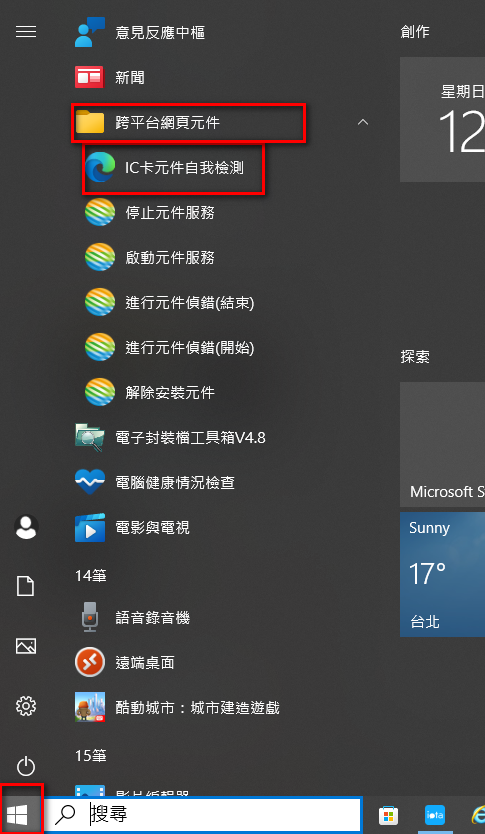 意見反應中樞
新聞
跨平台網頁元件
IC卡元件自我檢測
停止元件服務
啟動元件服務
進行元件偵錯(結束)
進行元件偵錯(開始)
解除安裝元件
電子封裝檔工具箱V4.8
電腦健康情況檢查
電影與電視
14筆
語音錄音機
遠端桌面
酷動城市：城市建造遊戲
15筆
影片編輯器
搜尋
創作
星期日
12
探索
Microsoft S
Sunny
17°
台北
iota